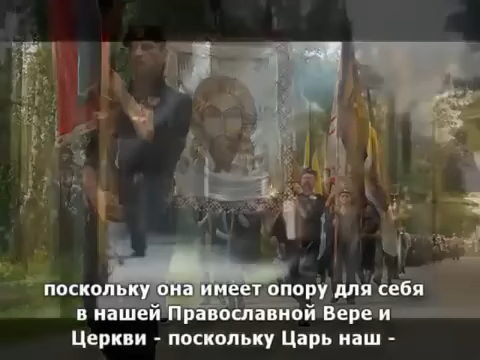 поскольку она имеет опору для себя
в нашей Православной Вере и
Церкви - поскольку Царь наш -